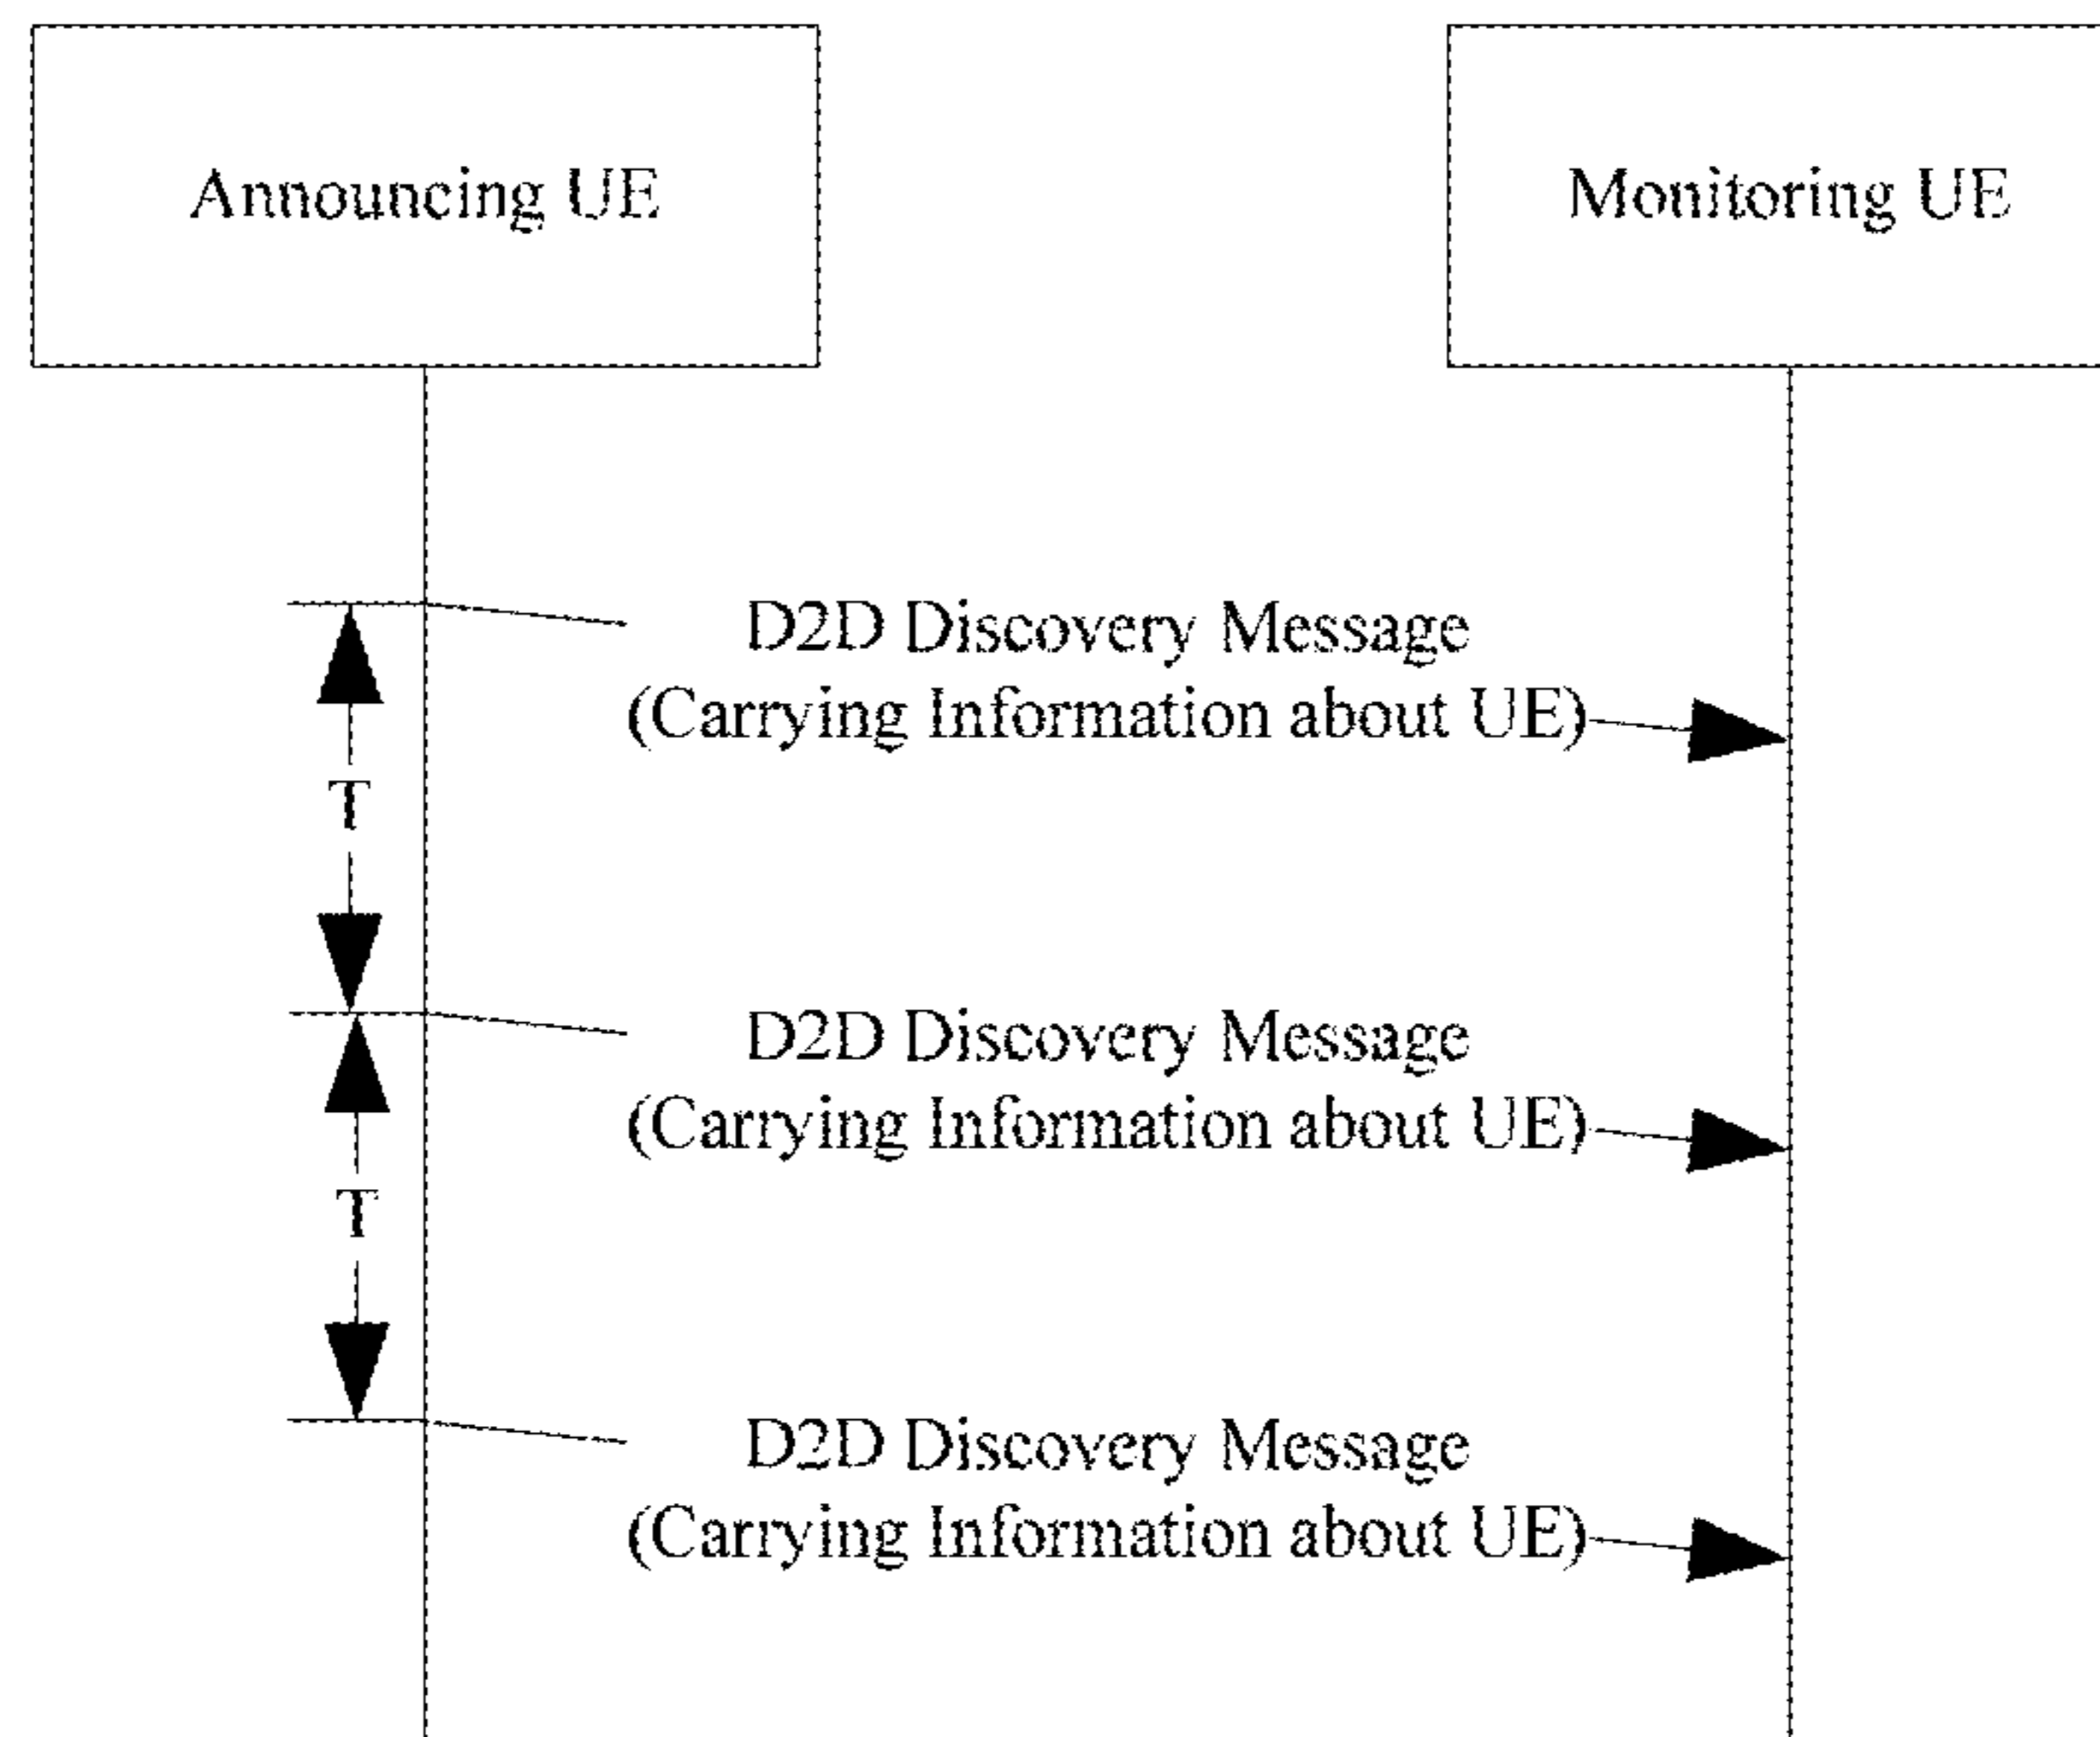 Announcing UE
Monitoring UE
D2D Discovery Message
(Carrying Information about UE)
T
D2D Discovery Message
(Carrying Information about UE)
T
D2D Discovery Message
(Carrying Information about UE)